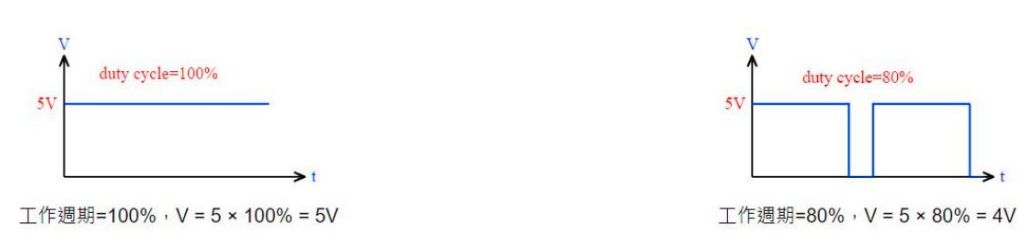 V
duty cycle=100%
5V
t
工作週期=100%，V = 5 × 100% = 5V
V
duty cycle=80%
5V
t
工作週期=80%，V = 5 × 80% = 4V